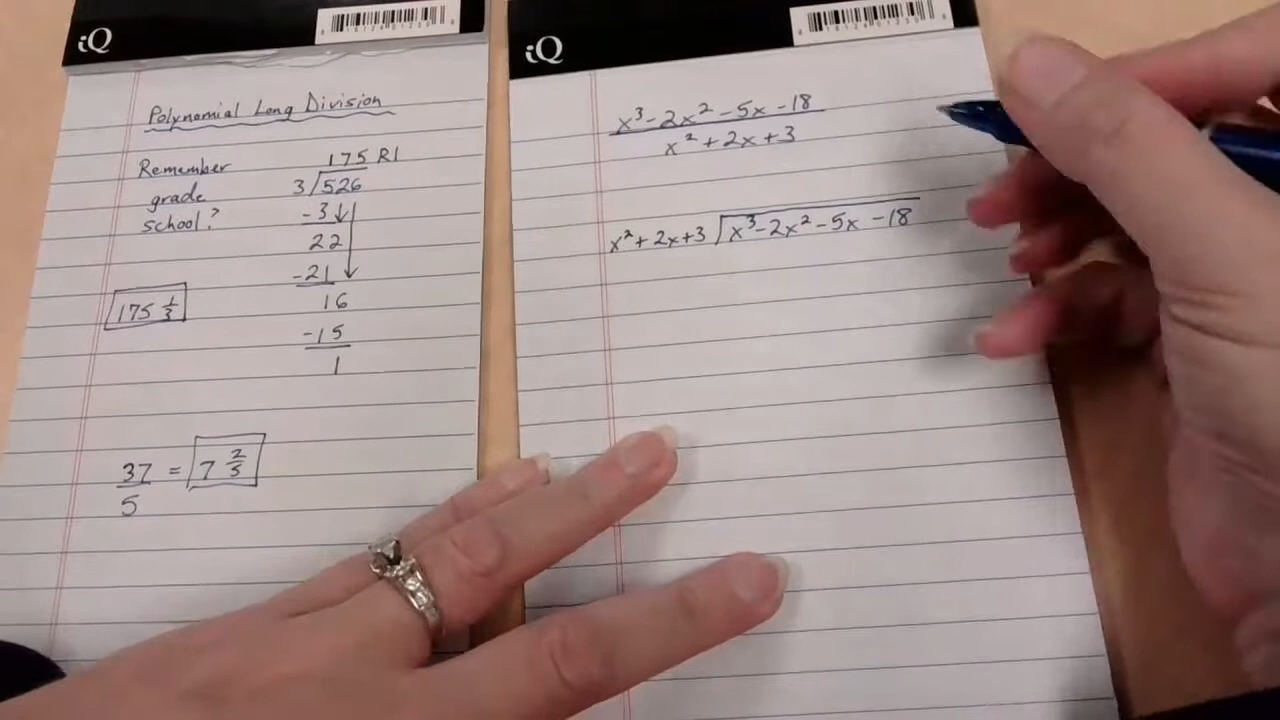 iQ
Polynomial Long Division
Remember
grade
school?
175 R1
3 ⟌526
-3
22
-21
16
-15
1
175 1/3
37/5 = 7 2/5
iQ
x³ - 2x² - 5x - 18
x² + 2x + 3
x² + 2x + 3 ⟌x³ - 2x² - 5x - 18